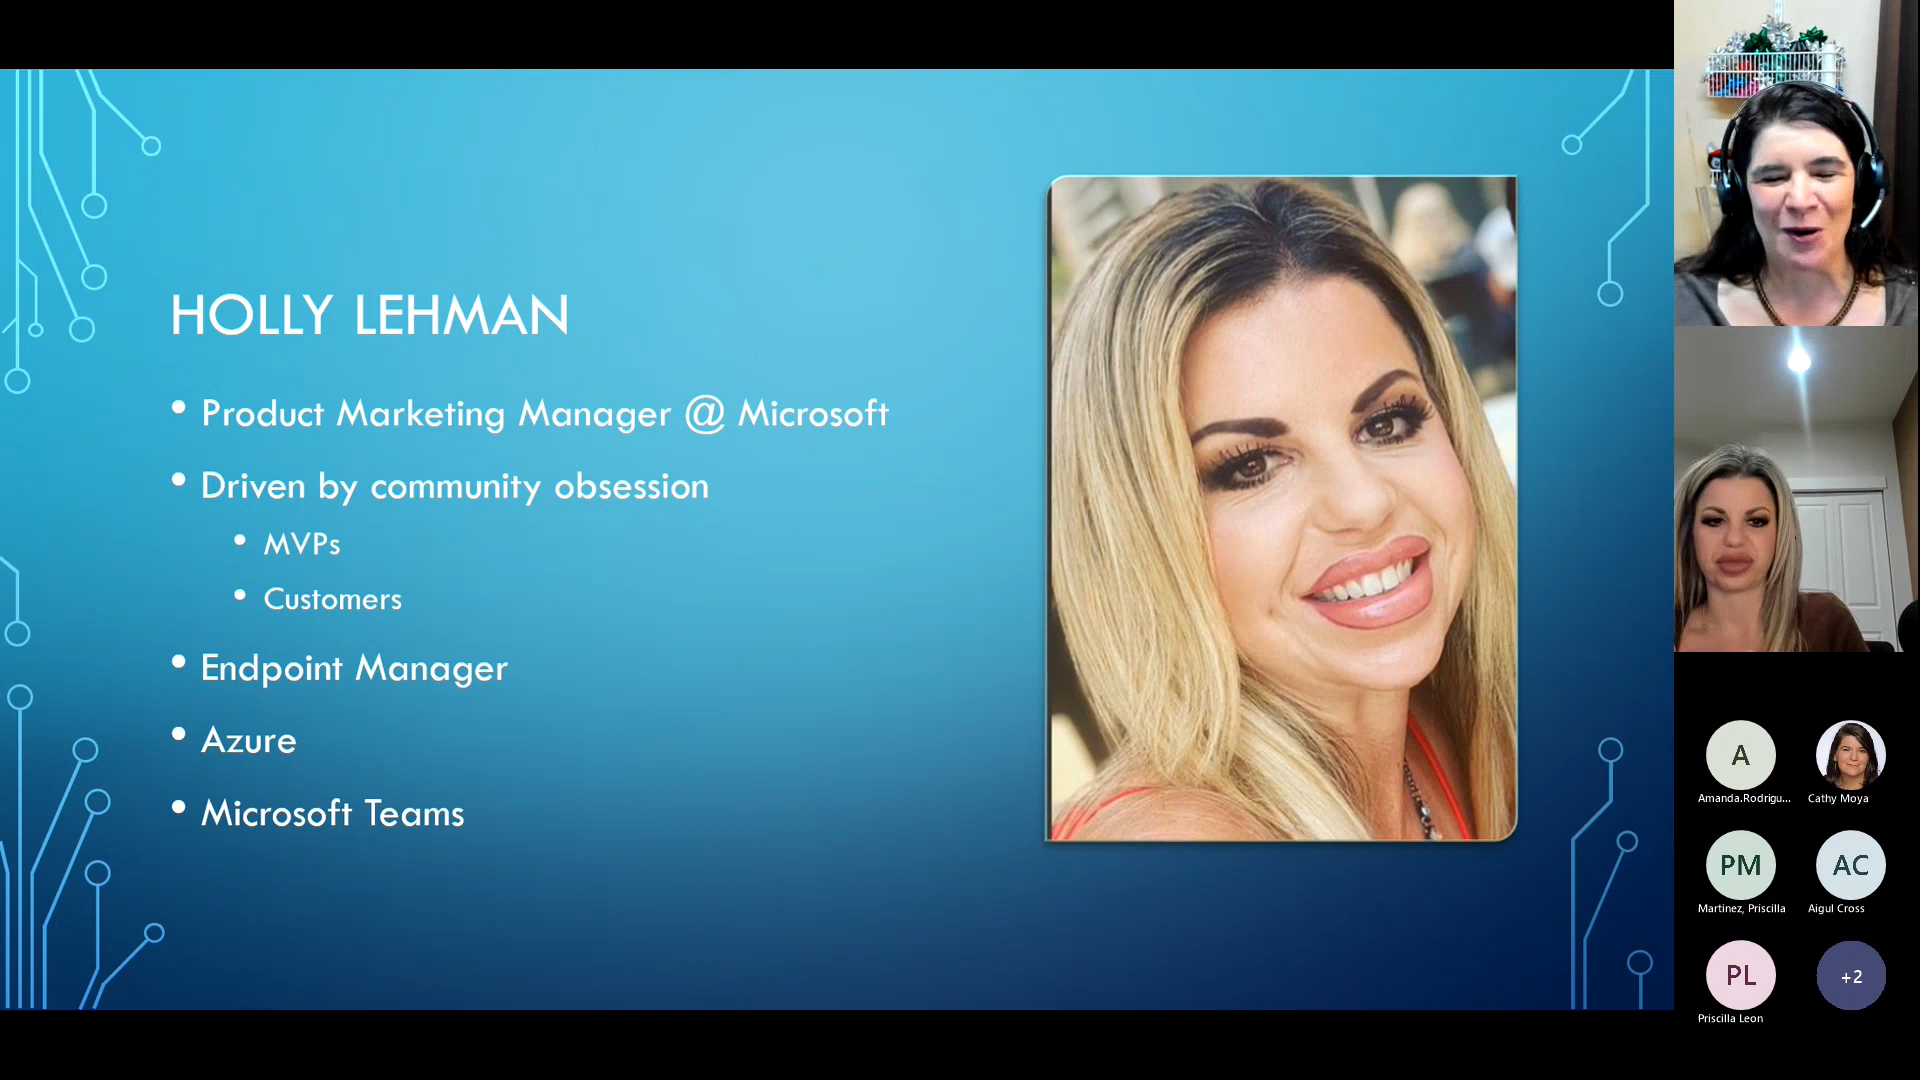 HOLLY LEHMAN
• Product Marketing Manager @ Microsoft
• Driven by community obsession
• MVPs
• Customers
• Endpoint Manager
• Azure
• Microsoft Teams
A
Amanda.Rodrigu...
Cathy Moya
PM
Martinez, Priscilla
AC
Aigul Cross
PL
Priscilla Leon
+2